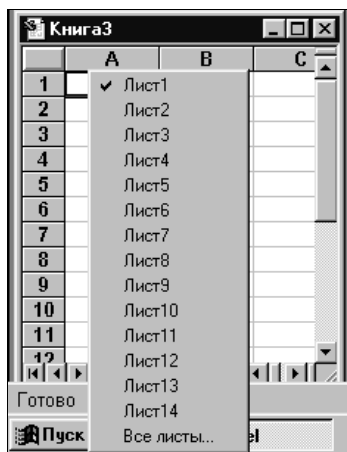 Книга3
A B C
1 ✓ Лист1
2 Лист2
3 Лист3
4 Лист4
5 Лист5
6 Лист6
7 Лист7
8 Лист8
9 Лист9
10 Лист10
11 Лист11
12 Лист12
Лист13
Готово
Лист14
Пуск Все листы... el